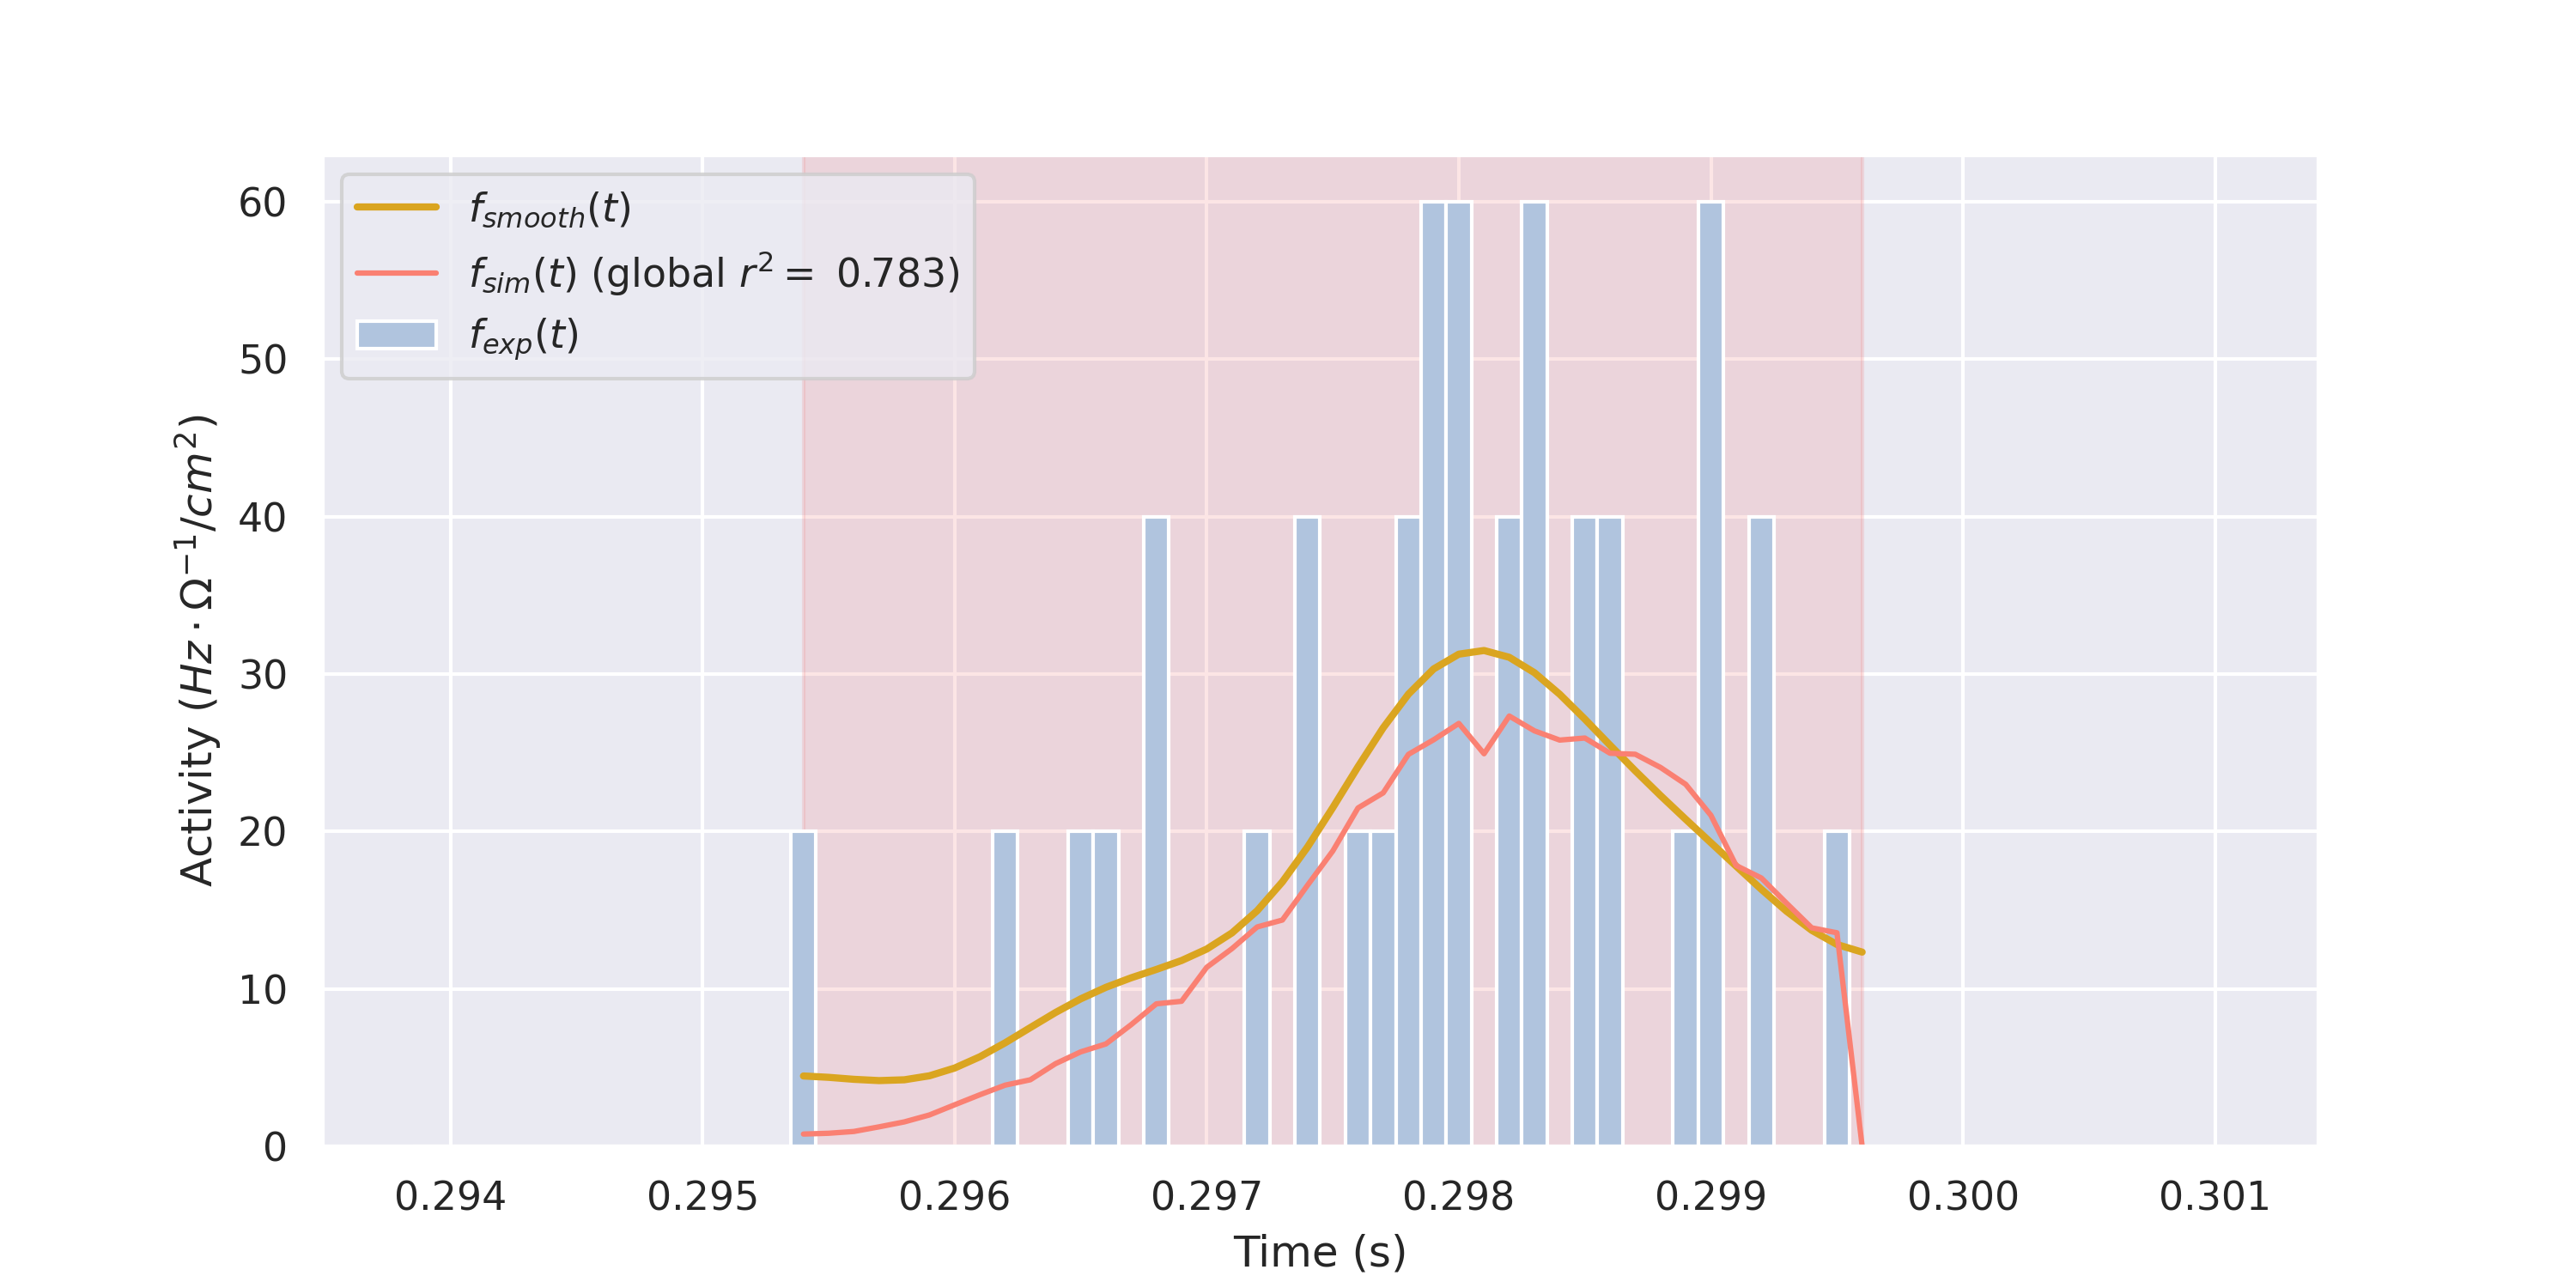 f_smooth(t)
f_sim(t) (global r² = 0.783)
f_exp(t)
Activity (Hz · Ω⁻¹/cm²)
60
50
40
30
20
10
0
0.294 0.295 0.296 0.297 0.298 0.299 0.300 0.301
Time (s)